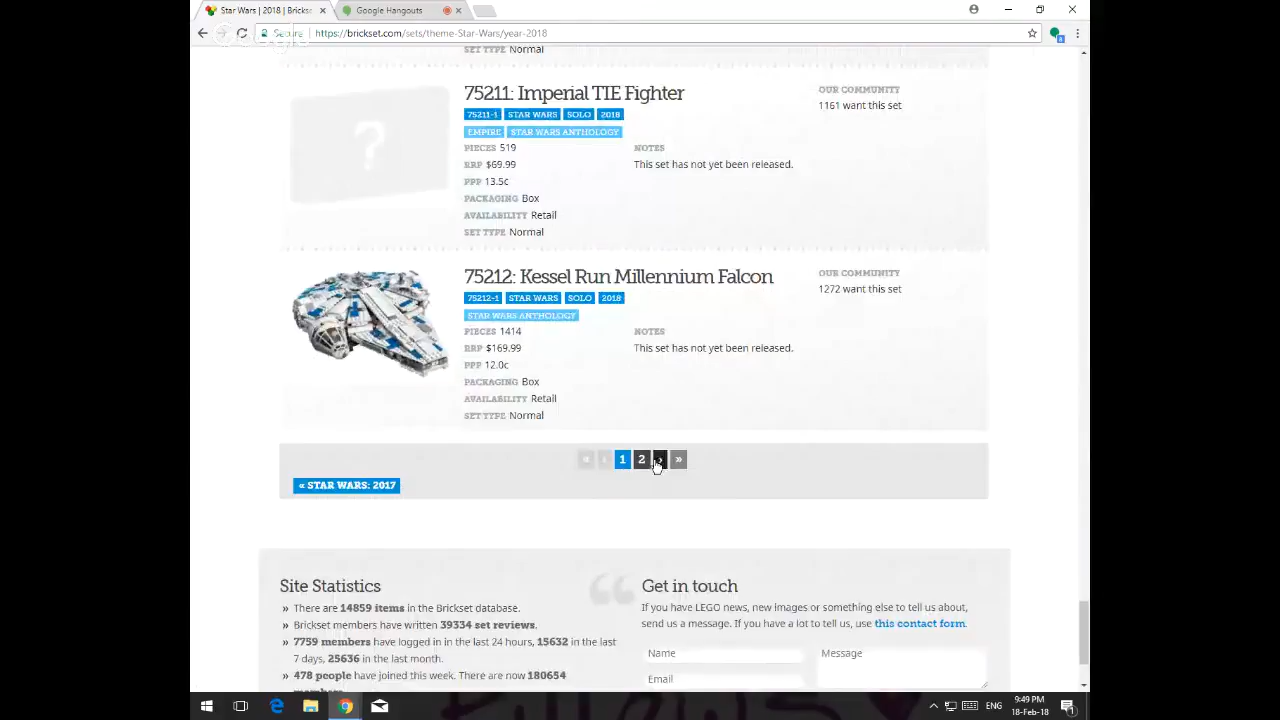 Star Wars | 2018 | Brickse
Google Hangouts
Secure
https://brickset.com/sets/theme-Star-Wars/year-2018
SET TYPE Normal
75211: Imperial TIE Fighter
75211-1 STAR WARS SOLO 2018
EMPIRE STAR WARS ANTHOLOGY
PIECES 519
RRP $69.99
PPP 13.5c
PACKAGING Box
AVAILABILITY Retail
SET TYPE Normal
NOTES
This set has not yet been released.
OUR COMMUNITY
1161 want this set
?
75212: Kessel Run Millennium Falcon
75212-1 STAR WARS SOLO 2018
STAR WARS ANTHOLOGY
PIECES 1414
RRP $169.99
PPP 12.0c
PACKAGING Box
AVAILABILITY Retail
SET TYPE Normal
NOTES
This set has not yet been released.
OUR COMMUNITY
1272 want this set
« ‹ 1 2 › »
« STAR WARS: 2017
Site Statistics
» There are 14859 items in the Brickset database.
» Brickset members have written 39334 set reviews.
» 7759 members have logged in in the last 24 hours, 15632 in the last
7 days, 25636 in the last month.
» 478 people have joined this week. There are now 180654
members.
Get in touch
If you have LEGO news, new images or something else to tell us about,
send us a message. If you have a lot to tell us, use this contact form.
Name
Email
Message
ENG
9:49 PM
18-Feb-18